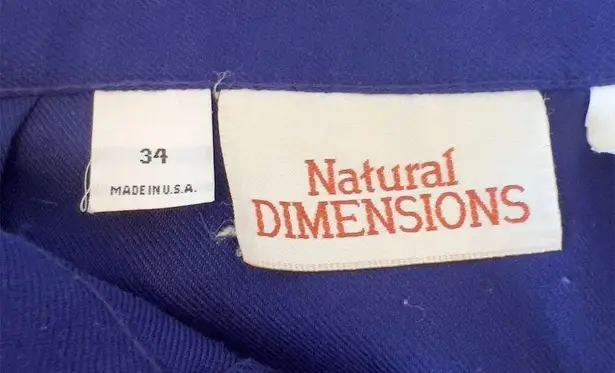 34
MADE IN U.S.A.
Natural
DIMENSIONS